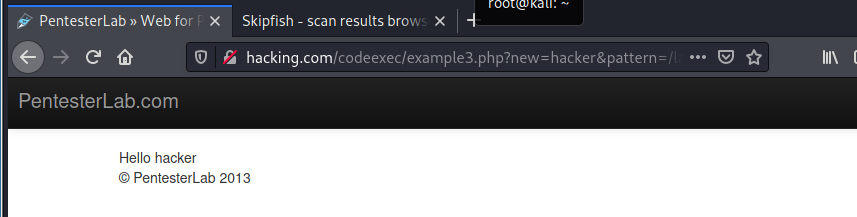 root@kali: ~
PentesterLab » Web for P
Skipfish - scan results brows
hacking.com/codeexec/example3.php?new=hacker&pattern=/
PentesterLab.com
Hello hacker
© PentesterLab 2013